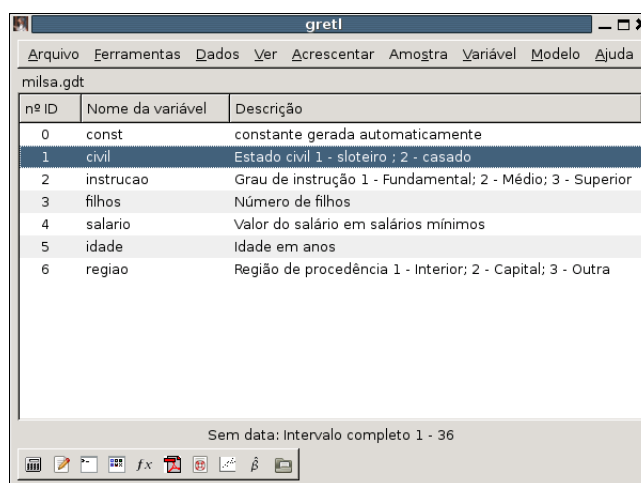 gretl
Arquivo Ferramentas Dados Ver Acrescentar Amostra Variável Modelo Ajuda
milsa.gdt
nº ID Nome da variável Descrição
0 const constante gerada automaticamente
1 civil Estado civil 1 - sloteiro ; 2 - casado
2 instrucao Grau de instrução 1 - Fundamental; 2 - Médio; 3 - Superior
3 filhos Número de filhos
4 salario Valor do salário em salários mínimos
5 idade Idade em anos
6 regiao Região de procedência 1 - Interior; 2 - Capital; 3 - Outra
Sem data: Intervalo completo 1 - 36
fx β̂